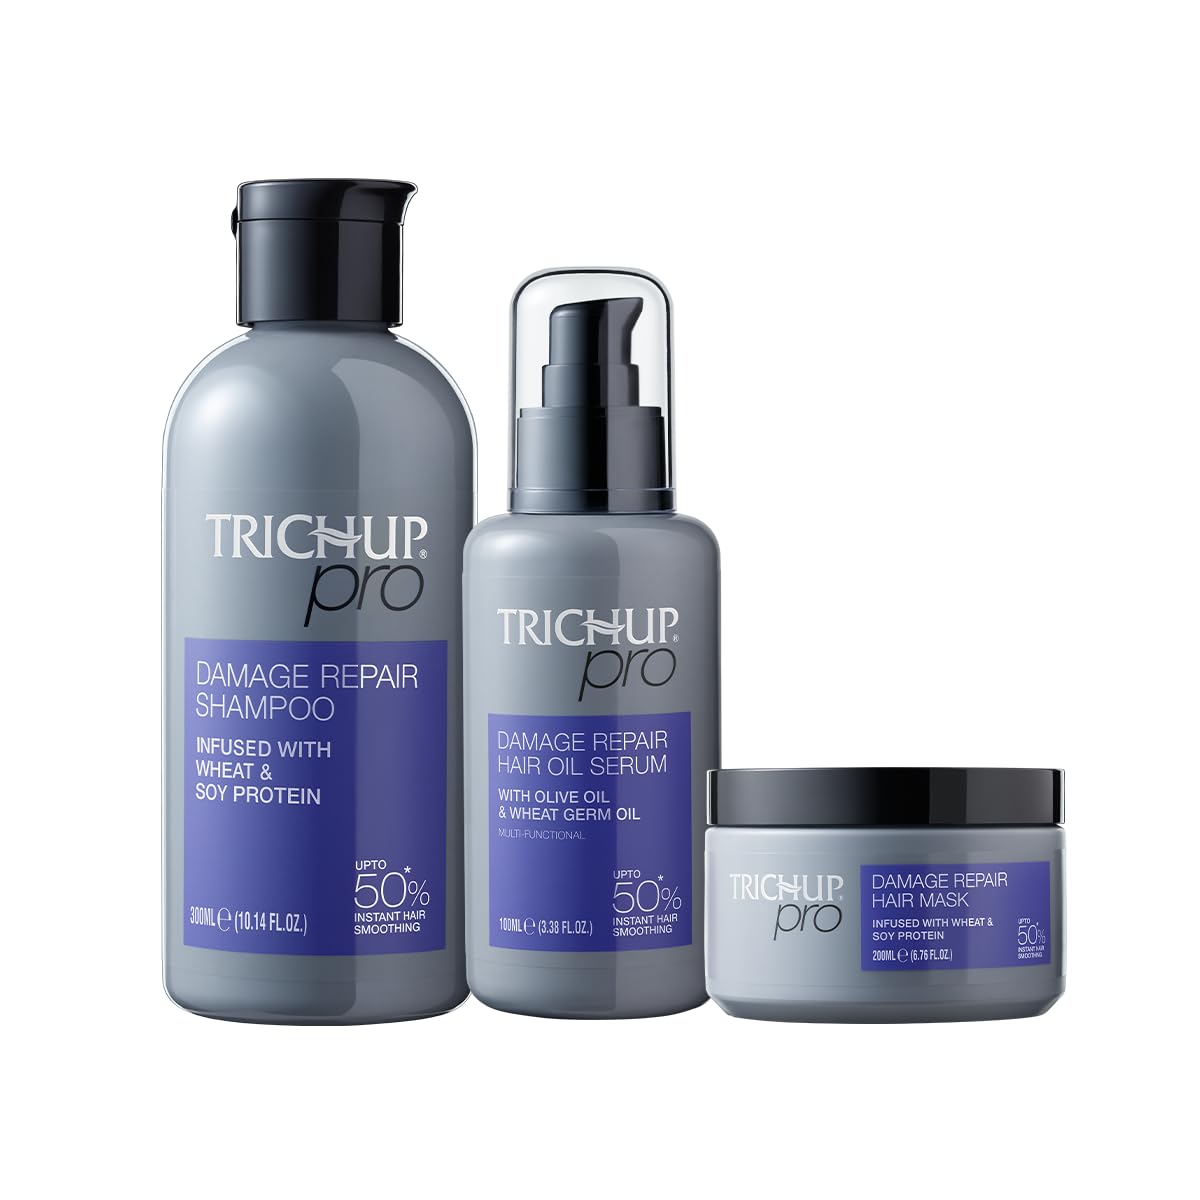 TRICHUP®
pro
DAMAGE REPAIR
SHAMPOO
INFUSED WITH
WHEAT &
SOY PROTEIN
UPTO
50*%
INSTANT HAIR
SMOOTHING
300ML ℮ (10.14 FL.OZ.)
TRICHUP®
pro
DAMAGE REPAIR
HAIR OIL SERUM
WITH OLIVE OIL
& WHEAT GERM OIL
MULTI-FUNCTIONAL
UPTO
50*%
INSTANT HAIR
SMOOTHING
100ML ℮ (3.38 FL.OZ.)
TRICHUP®
pro
DAMAGE REPAIR
HAIR MASK
INFUSED WITH WHEAT &
SOY PROTEIN
200ML ℮ (6.76 FL.OZ.)
UPTO
50*%
INSTANT HAIR
SMOOTHING